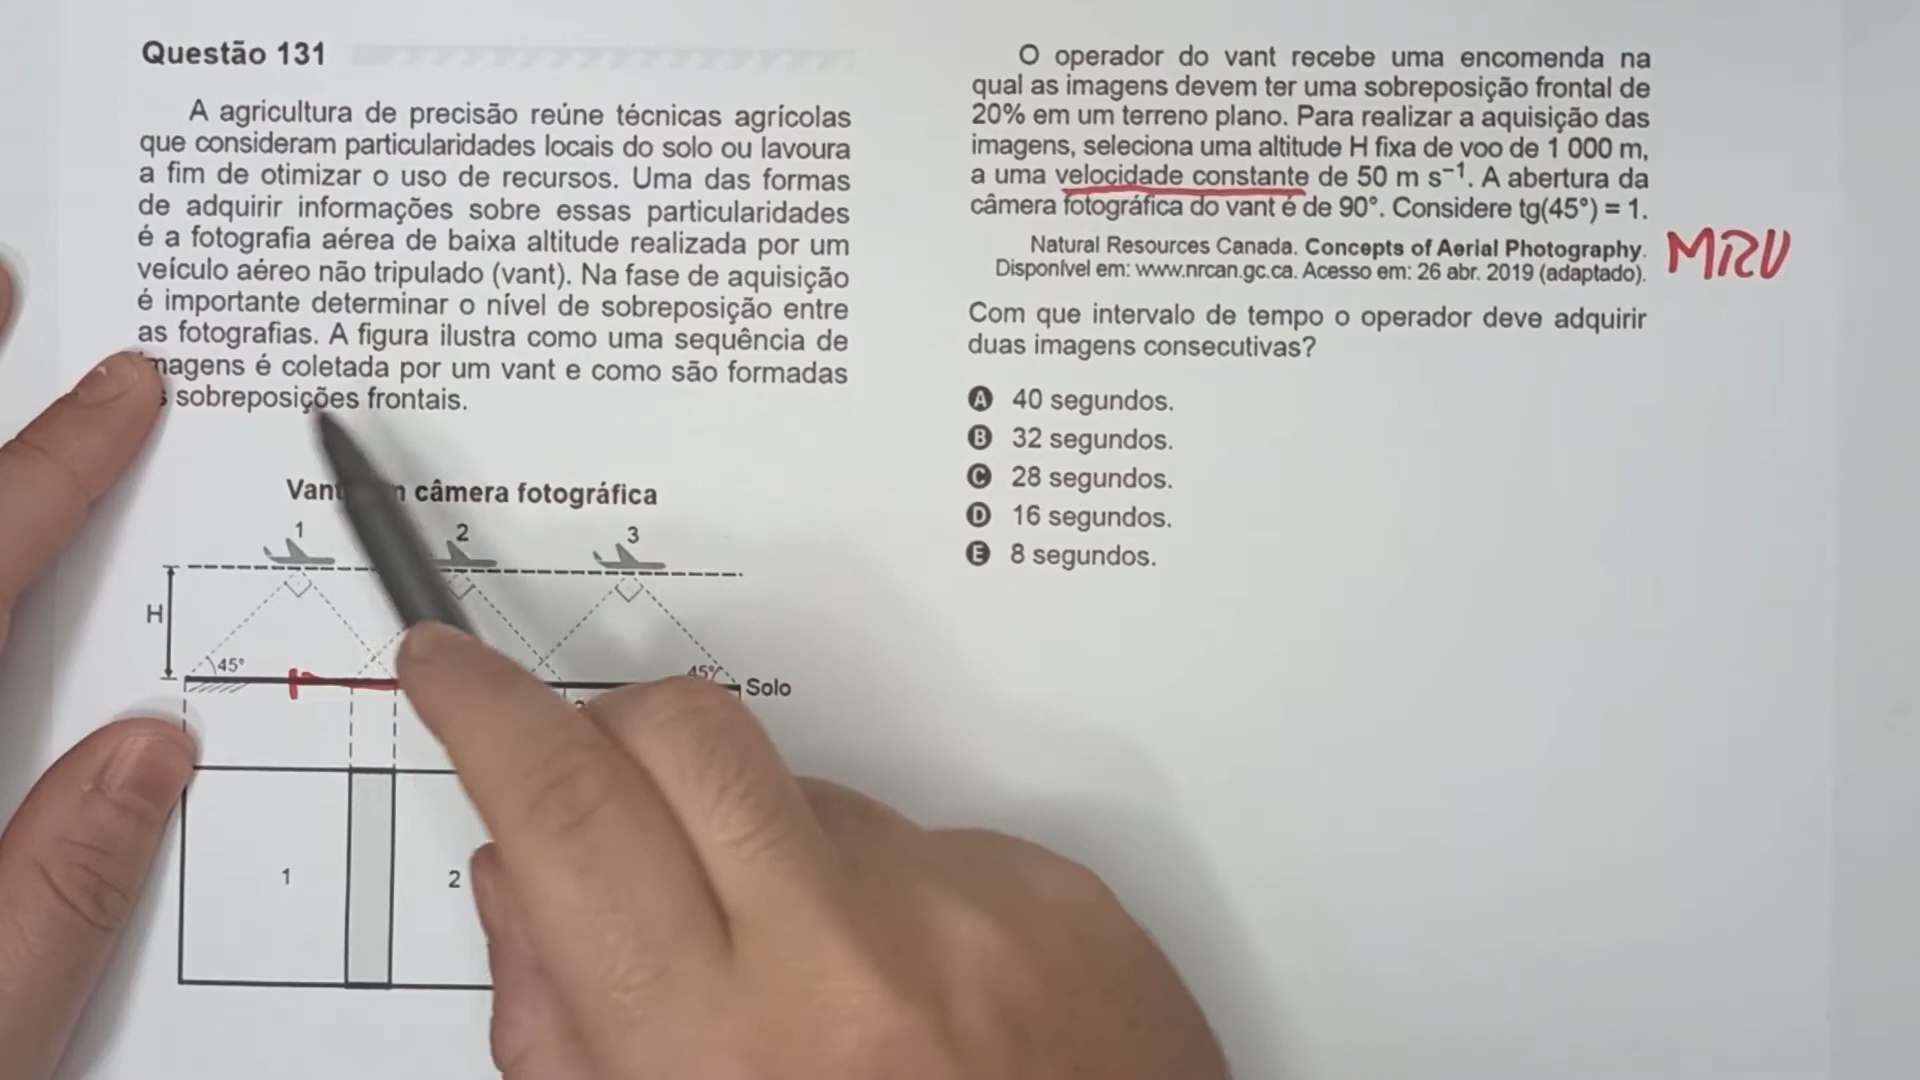 Questão 131
A agricultura de precisão reúne técnicas agrícolas
que consideram particularidades locais do solo ou lavoura
a fim de otimizar o uso de recursos. Uma das formas
de adquirir informações sobre essas particularidades
é a fotografia aérea de baixa altitude realizada por um
veículo aéreo não tripulado (vant). Na fase de aquisição
é importante determinar o nível de sobreposição entre
as fotografias. A figura ilustra como uma sequência de
magens é coletada por um vant e como são formadas
s sobreposições frontais.
Vant câmera fotográfica
1
2
3
H
45°
45°
Solo
1
2
O operador do vant recebe uma encomenda na
qual as imagens devem ter uma sobreposição frontal de
20% em um terreno plano. Para realizar a aquisição das
imagens, seleciona uma altitude H fixa de voo de 1 000 m,
a uma velocidade constante de 50 m s⁻¹. A abertura da
câmera fotográfica do vant é de 90°. Considere tg(45°) = 1.
Natural Resources Canada. Concepts of Aerial Photography.
Disponível em: www.nrcan.gc.ca. Acesso em: 26 abr. 2019 (adaptado).
MRU
Com que intervalo de tempo o operador deve adquirir
duas imagens consecutivas?
A 40 segundos.
B 32 segundos.
C 28 segundos.
D 16 segundos.
E 8 segundos.